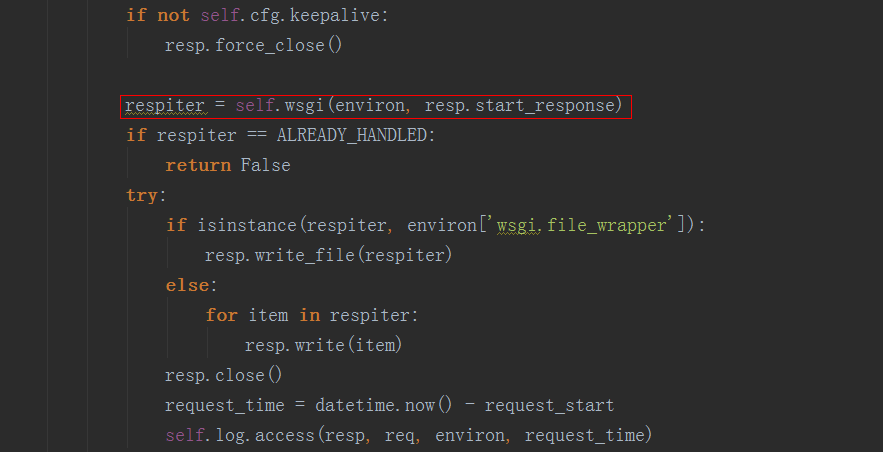 if not self.cfg.keepalive:
resp.force_close()
respiter = self.wsgi(environ, resp.start_response)
if respiter == ALREADY_HANDLED:
return False
try:
if isinstance(respiter, environ['wsgi.file_wrapper']):
resp.write_file(respiter)
else:
for item in respiter:
resp.write(item)
resp.close()
request_time = datetime.now() - request_start
self.log.access(resp, req, environ, request_time)